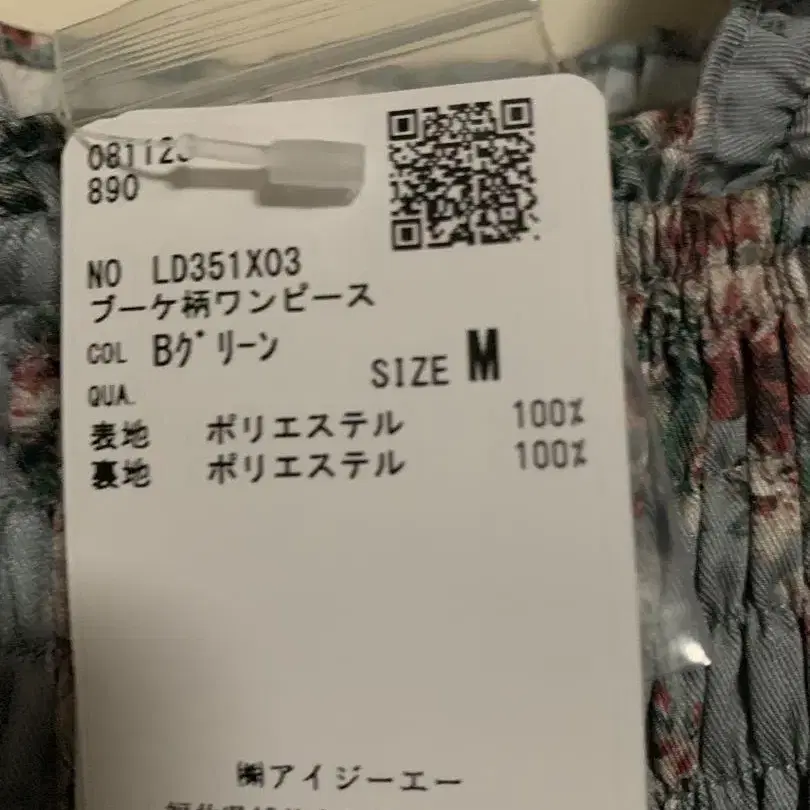 890
NO LD351X03
ブーケ柄ワンピース
COL Bグリーン
SIZE M
QUA.
表地 ポリエステル 100%
裏地 ポリエステル 100%
㈱アイジーエー